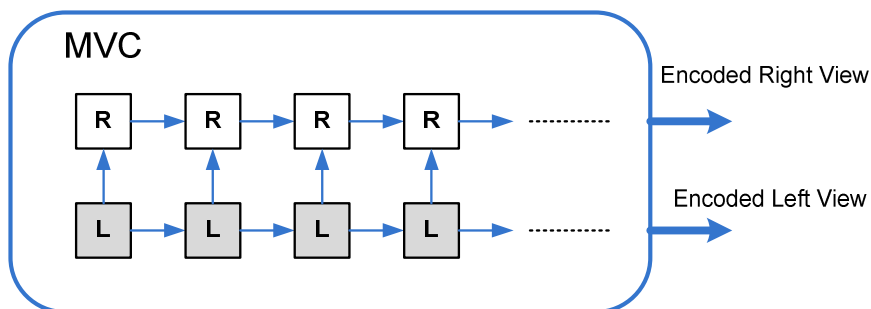 MVC
Encoded Right View
R R R R
Encoded Left View
L L L L